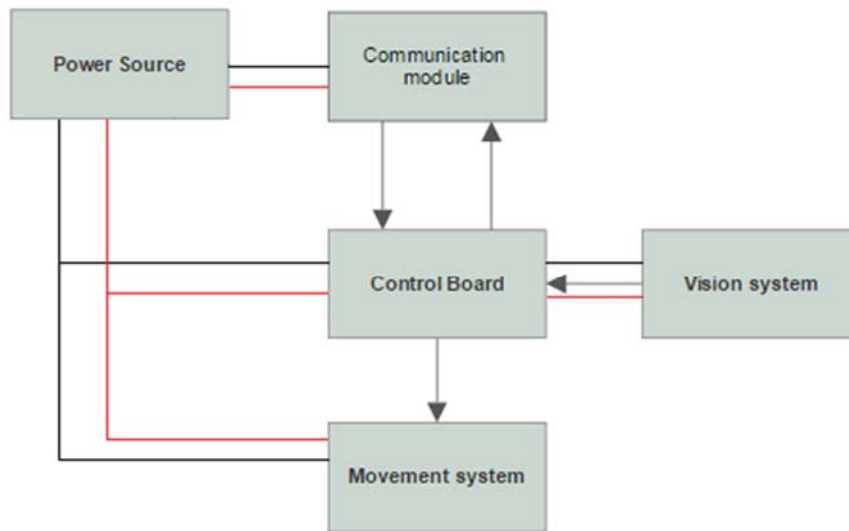 Power Source
Communication
module
Control Board
Vision system
Movement system